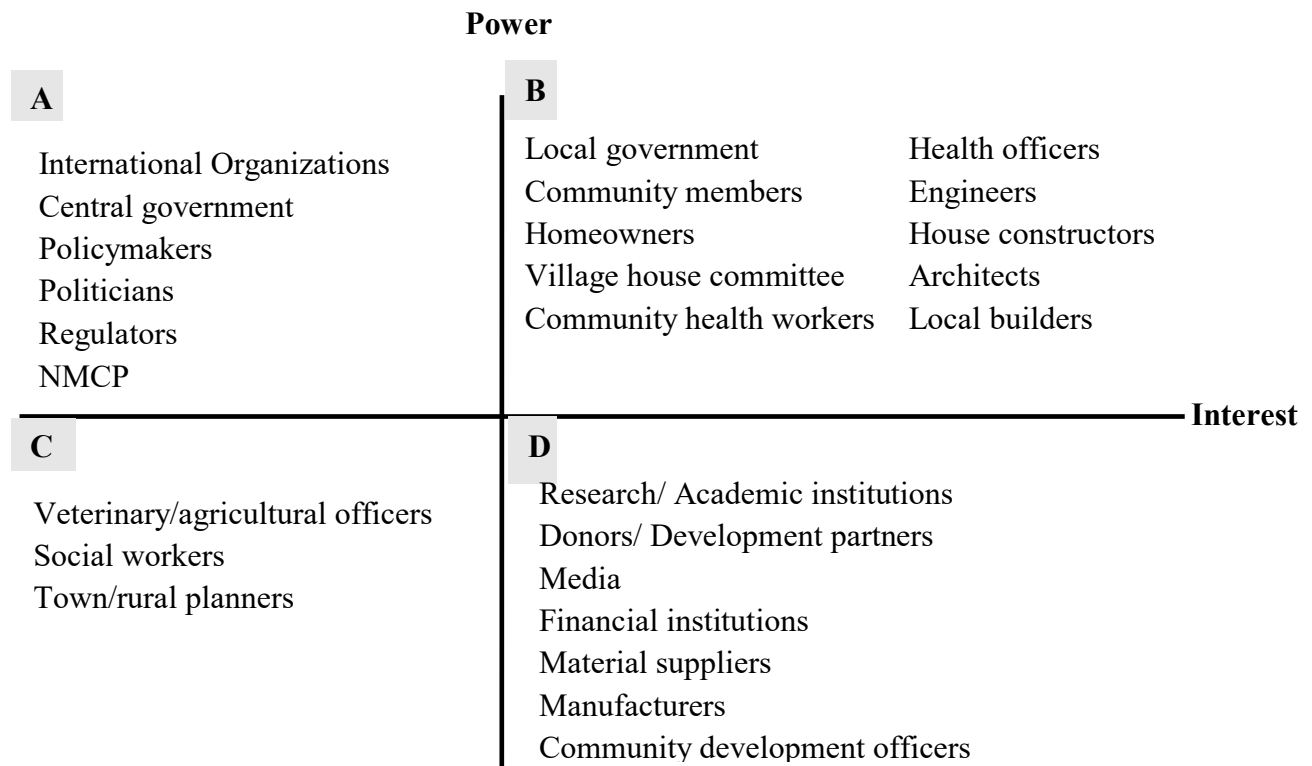 Power
A
International Organizations
Central government
Policymakers
Politicians
Regulators
NMCP
B
Local government
Community members
Homeowners
Village house committee
Community health workers
Health officers
Engineers
House constructors
Architects
Local builders
Interest
C
Veterinary/agricultural officers
Social workers
Town/rural planners
D
Research/ Academic institutions
Donors/ Development partners
Media
Financial institutions
Material suppliers
Manufacturers
Community development officers